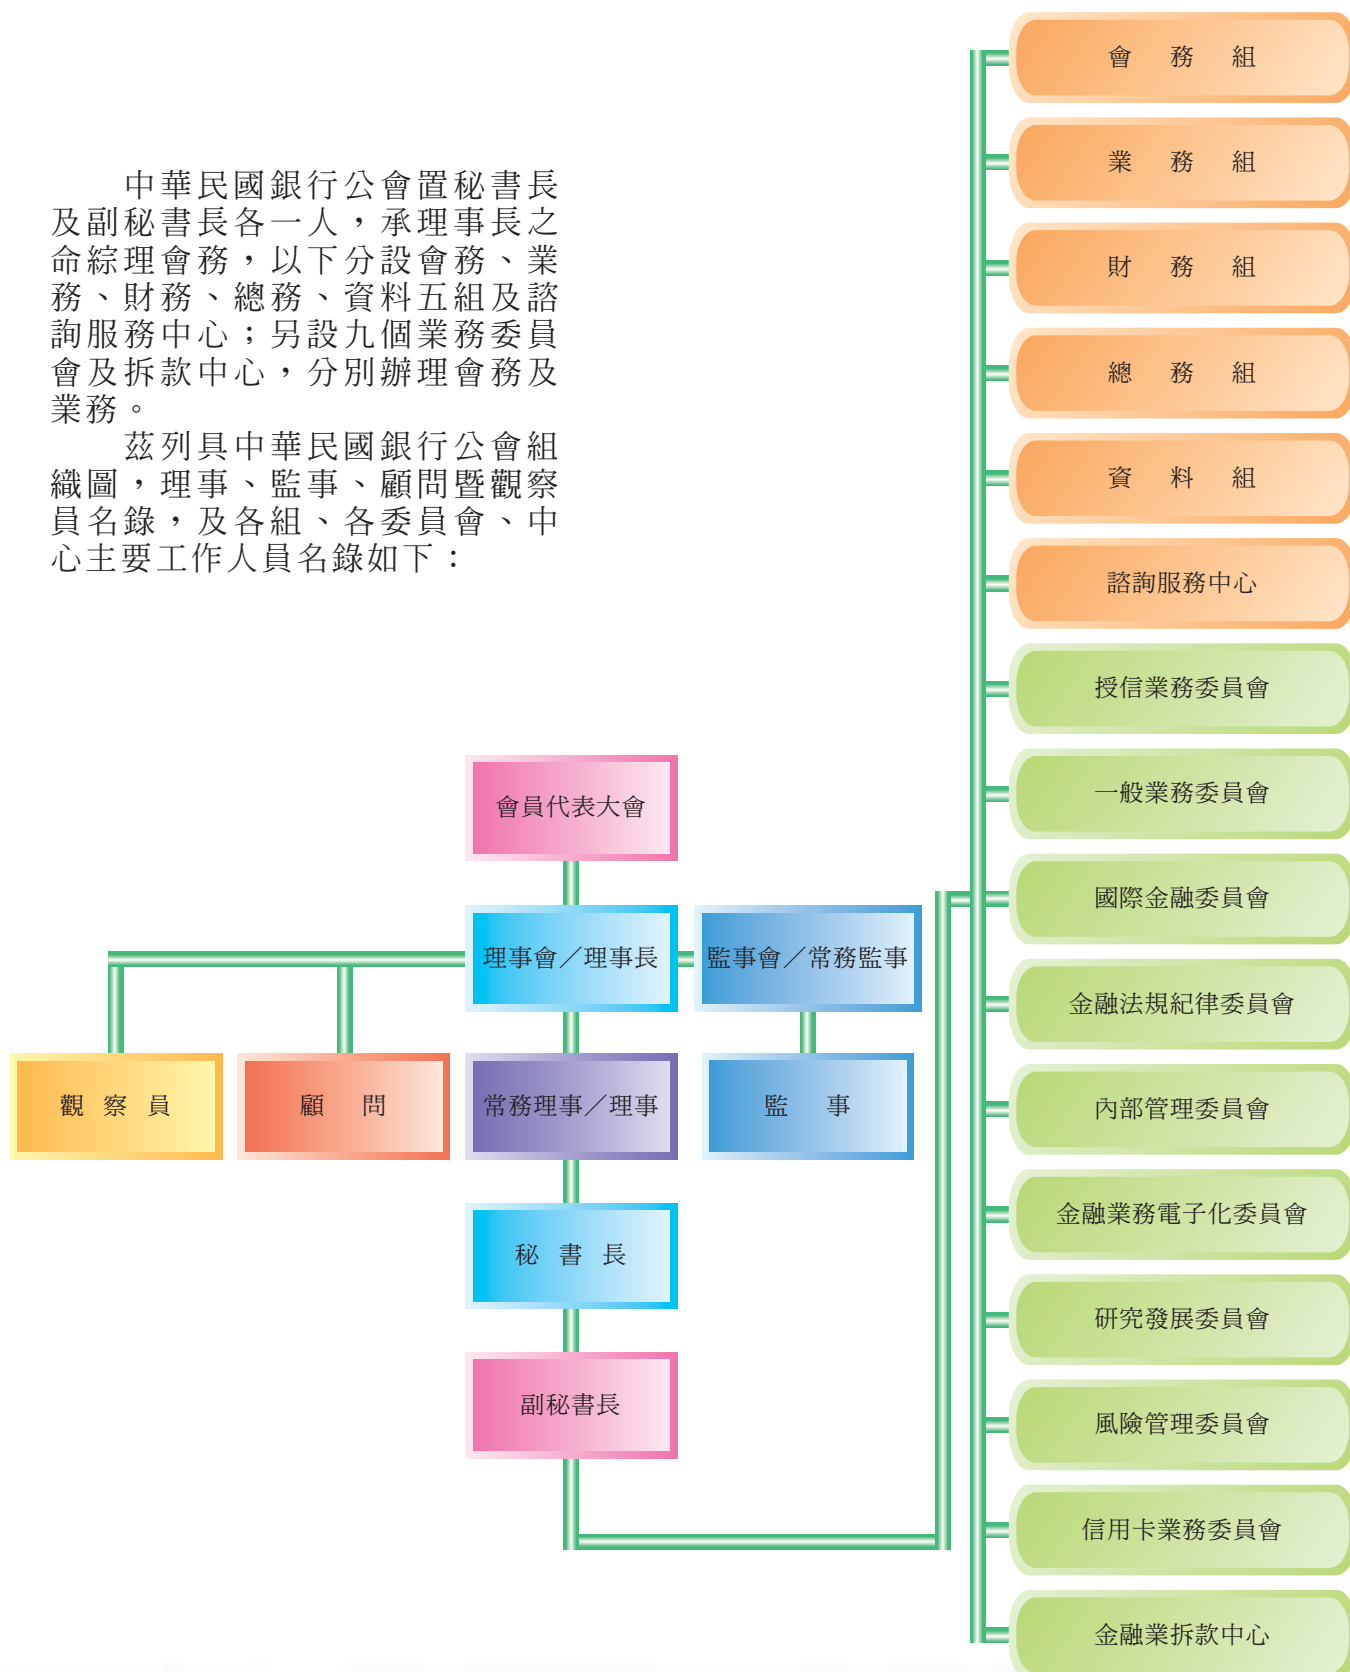 中華民國銀行公會置秘書長
及副秘書長各一人，承理事長之
命綜理會務，以下分設會務、業
務、財務、總務、資料五組及諮
詢服務中心；另設九個業務委員
會及拆款中心，分別辦理會務及
業務。
茲列具中華民國銀行公會組
織圖，理事、監事、顧問暨觀察
員名錄，及各組、各委員會、中
心主要工作人員名錄如下：
會員代表大會
理事會／理事長
監事會／常務監事
觀察員
顧問
常務理事／理事
監事
秘書長
副秘書長
會務組
業務組
財務組
總務組
資料組
諮詢服務中心
授信業務委員會
一般業務委員會
國際金融委員會
金融法規紀律委員會
內部管理委員會
金融業務電子化委員會
研究發展委員會
風險管理委員會
信用卡業務委員會
金融業拆款中心